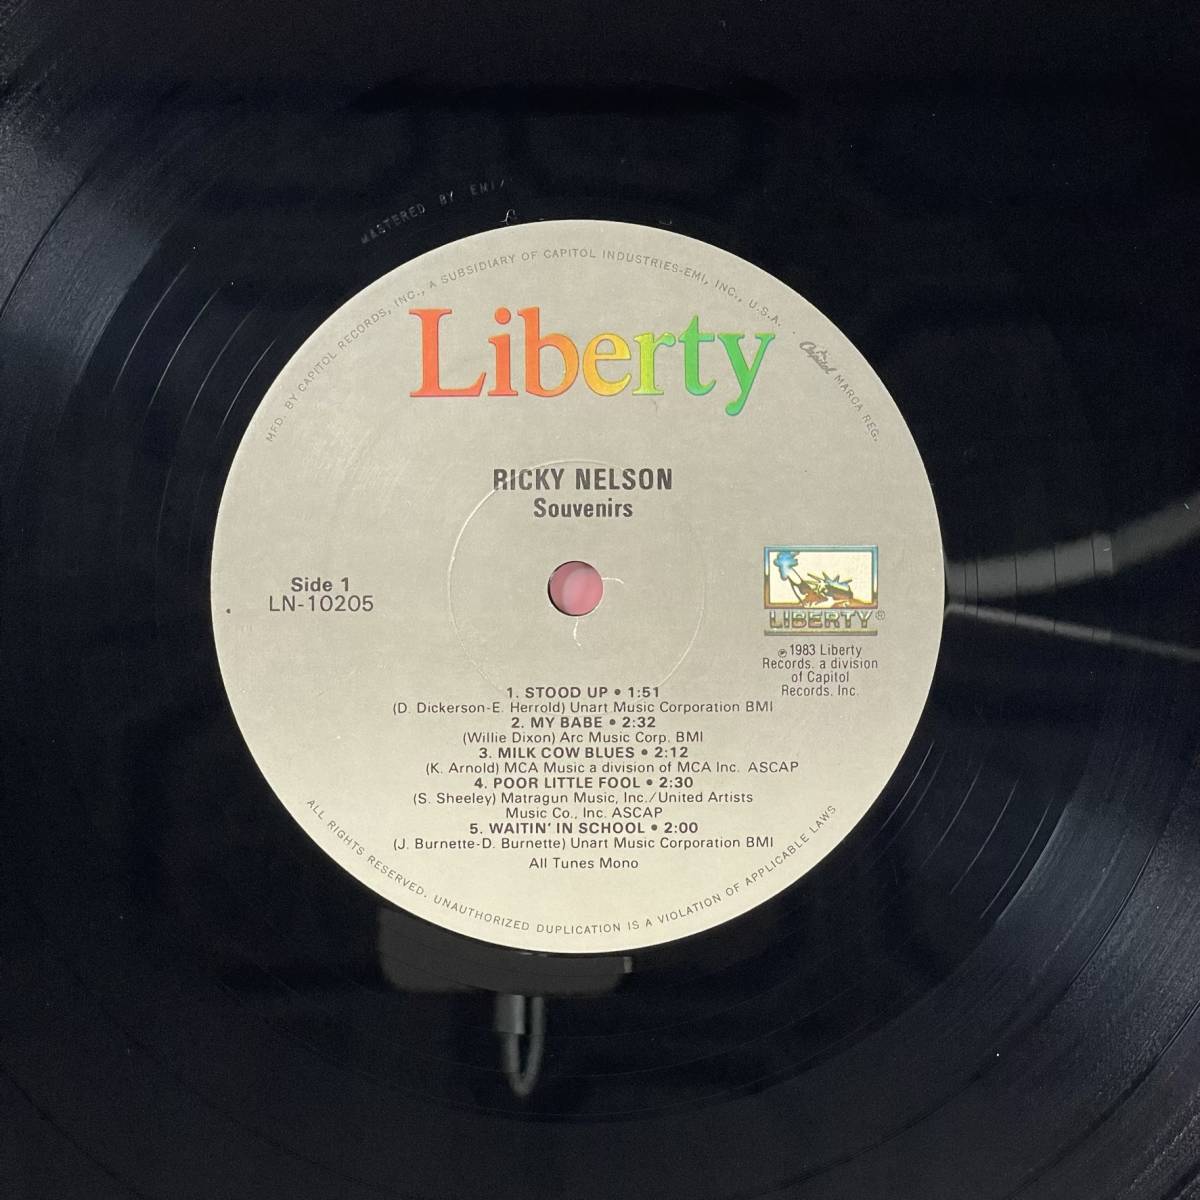 MASTERED BY EMI/
MFD. BY CAPITOL RECORDS, INC., A SUBSIDIARY OF CAPITOL INDUSTRIES-EMI, INC., U.S.A. · Capitol MARCA REG.
Liberty
RICKY NELSON
Souvenirs
Side 1
LN-10205
LIBERTY®
℗ 1983 Liberty
Records. a division
of Capitol
Records, Inc.
1. STOOD UP • 1:51
(D. Dickerson-E. Herrold) Unart Music Corporation BMI
2. MY BABE • 2:32
(Willie Dixon) Arc Music Corp. BMI
3. MILK COW BLUES • 2:12
(K. Arnold) MCA Music a division of MCA Inc. ASCAP
4. POOR LITTLE FOOL • 2:30
(S. Sheeley) Matragun Music, Inc./United Artists
Music Co., Inc. ASCAP
5. WAITIN' IN SCHOOL • 2:00
(J. Burnette-D. Burnette) Unart Music Corporation BMI
All Tunes Mono
ALL RIGHTS RESERVED. UNAUTHORIZED DUPLICATION IS A VIOLATION OF APPLICABLE LAWS